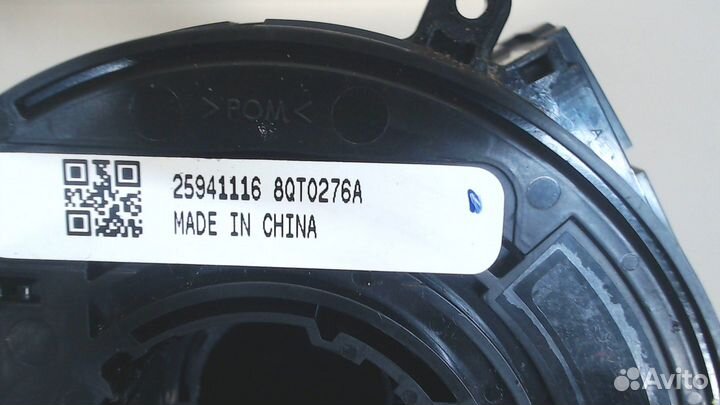 >POM<
25941116 8QT0276A
MADE IN CHINA
A
Avito